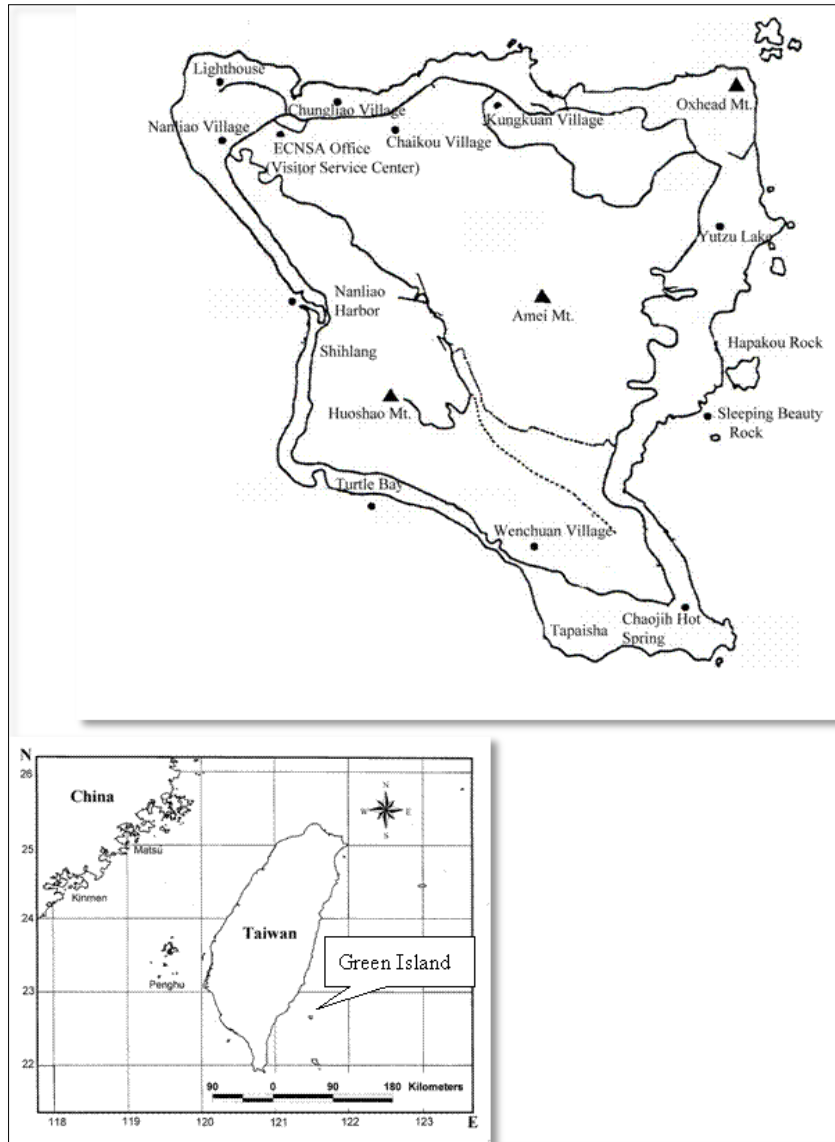 Lighthouse
Oxhead Mt.
Chungliao Village
Kungkuan Village
Nanliao Village
ECNSA Office
(Visitor Service Center)
Chaikou Village
Yutzu Lake
Nanliao
Harbor
Amei Mt.
Shihlang
Hapakou Rock
Huoshao Mt.
Sleeping Beauty
Rock
Turtle Bay
Wenchuan Village
Chaojih Hot
Spring
Tapaisha
N
26
25
24
23
22
China
Matsu
Kinmen
Penghu
Taiwan
Green Island
N
W E
S
90 0 90 180 Kilometers
118 119 120 121 122 123 E